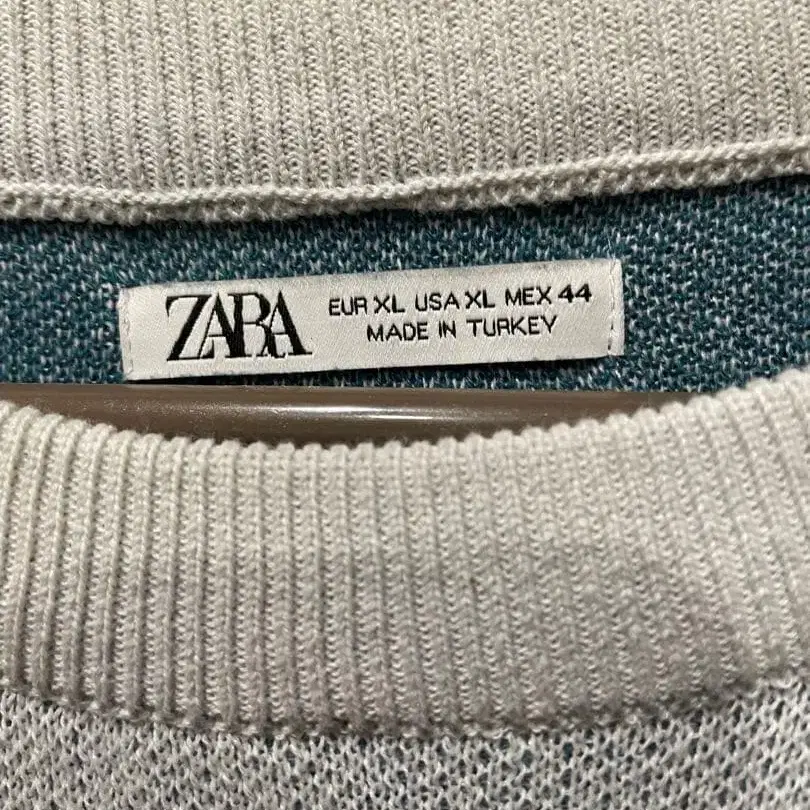 ZARA
EUR XL USA XL MEX 44
MADE IN TURKEY